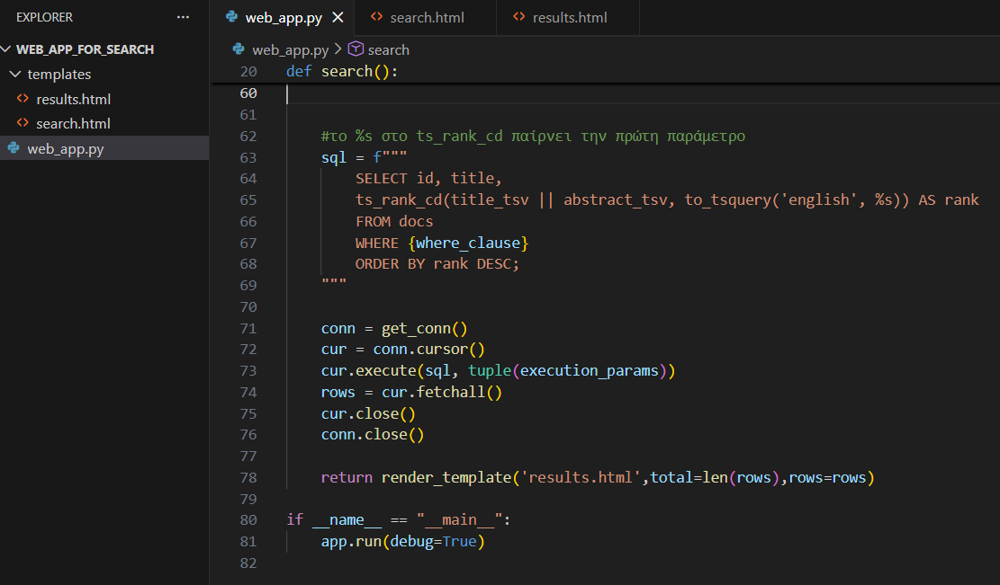 EXPLORER ...
web_app.py search.html results.html
WEB_APP_FOR_SEARCH
web_app.py > search
templates
20 def search():
results.html
60
search.html
61
web_app.py
62 #το %s στο ts_rank_cd παίρνει την πρώτη παράμετρο
63 sql = f"""
64 SELECT id, title,
65 ts_rank_cd(title_tsv || abstract_tsv, to_tsquery('english', %s)) AS rank
66 FROM docs
67 WHERE {where_clause}
68 ORDER BY rank DESC;
69 """
70
71 conn = get_conn()
72 cur = conn.cursor()
73 cur.execute(sql, tuple(execution_params))
74 rows = cur.fetchall()
75 cur.close()
76 conn.close()
77
78 return render_template('results.html',total=len(rows),rows=rows)
79
80 if __name__ == "__main__":
81 app.run(debug=True)
82